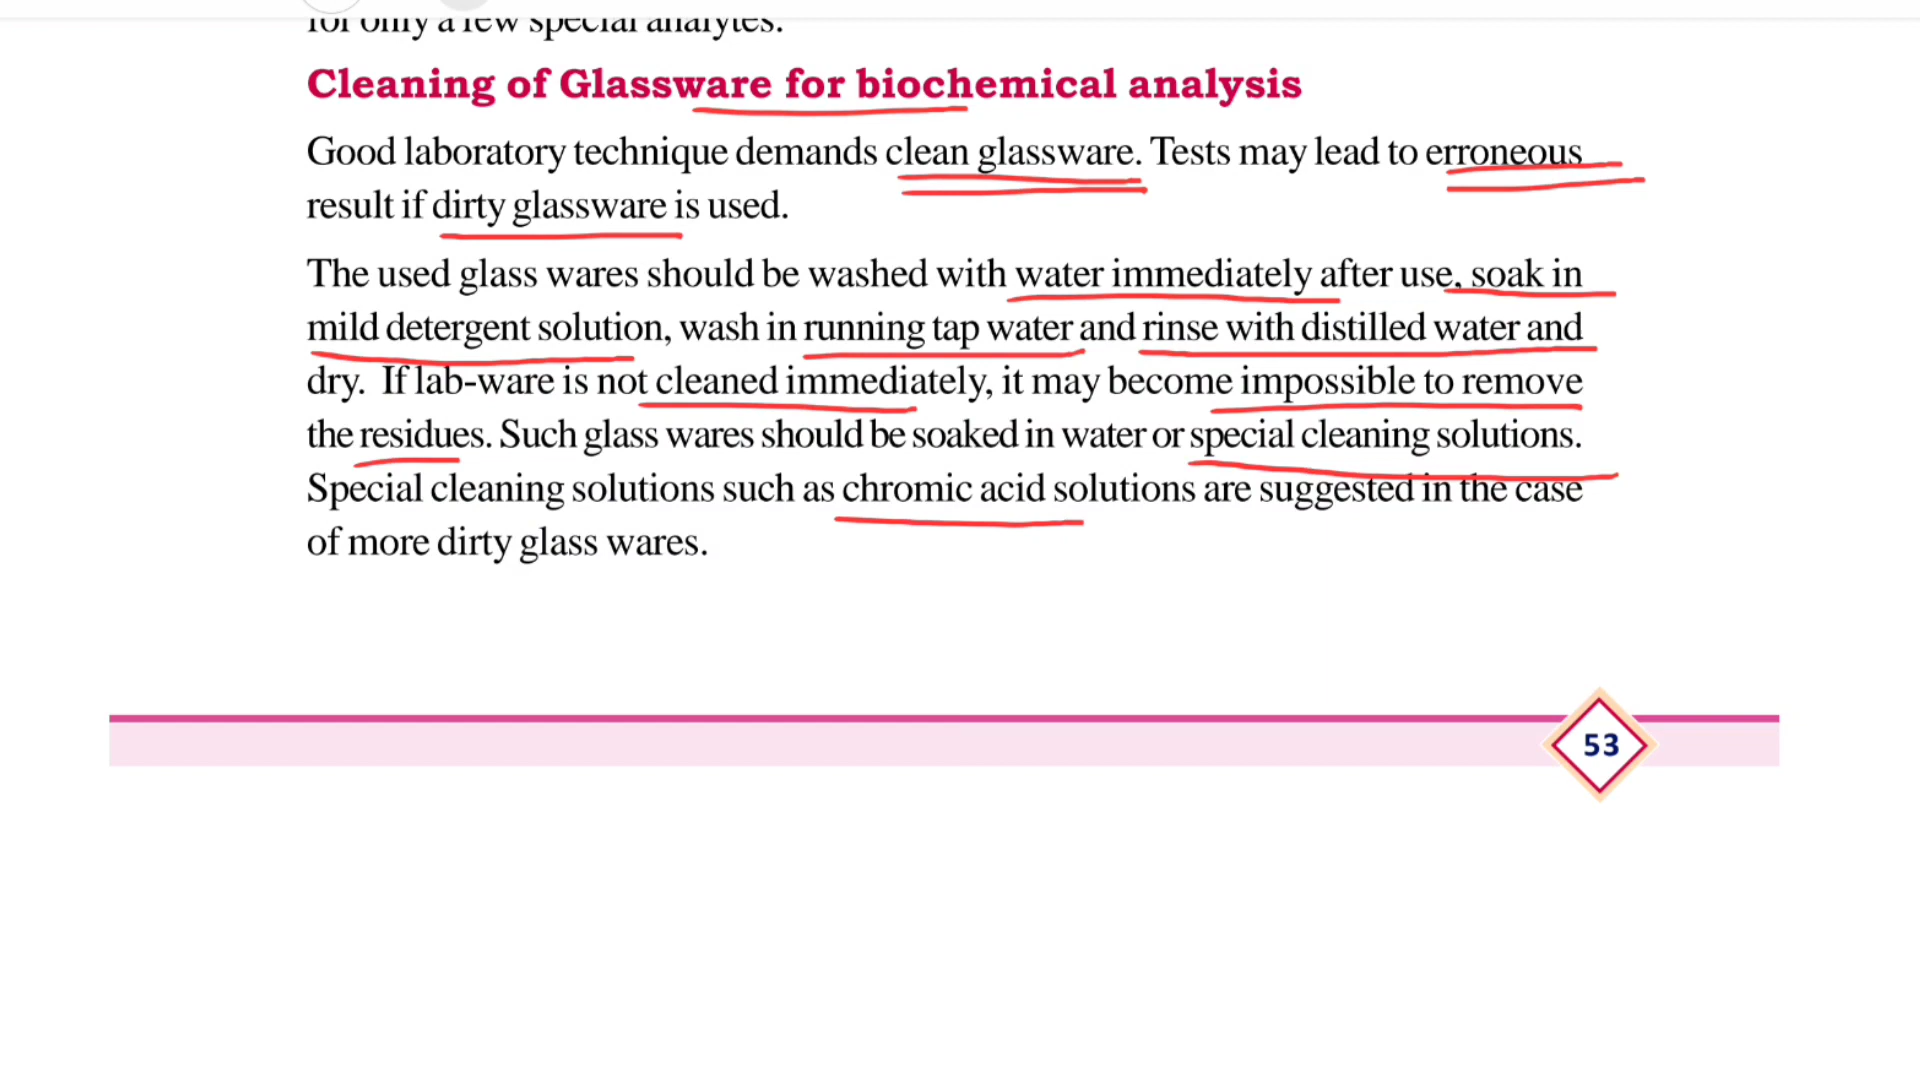 for only a few special analytes.
Cleaning of Glassware for biochemical analysis
Good laboratory technique demands clean glassware. Tests may lead to erroneous
result if dirty glassware is used.
The used glass wares should be washed with water immediately after use, soak in
mild detergent solution, wash in running tap water and rinse with distilled water and
dry. If lab-ware is not cleaned immediately, it may become impossible to remove
the residues. Such glass wares should be soaked in water or special cleaning solutions.
Special cleaning solutions such as chromic acid solutions are suggested in the case
of more dirty glass wares.
53